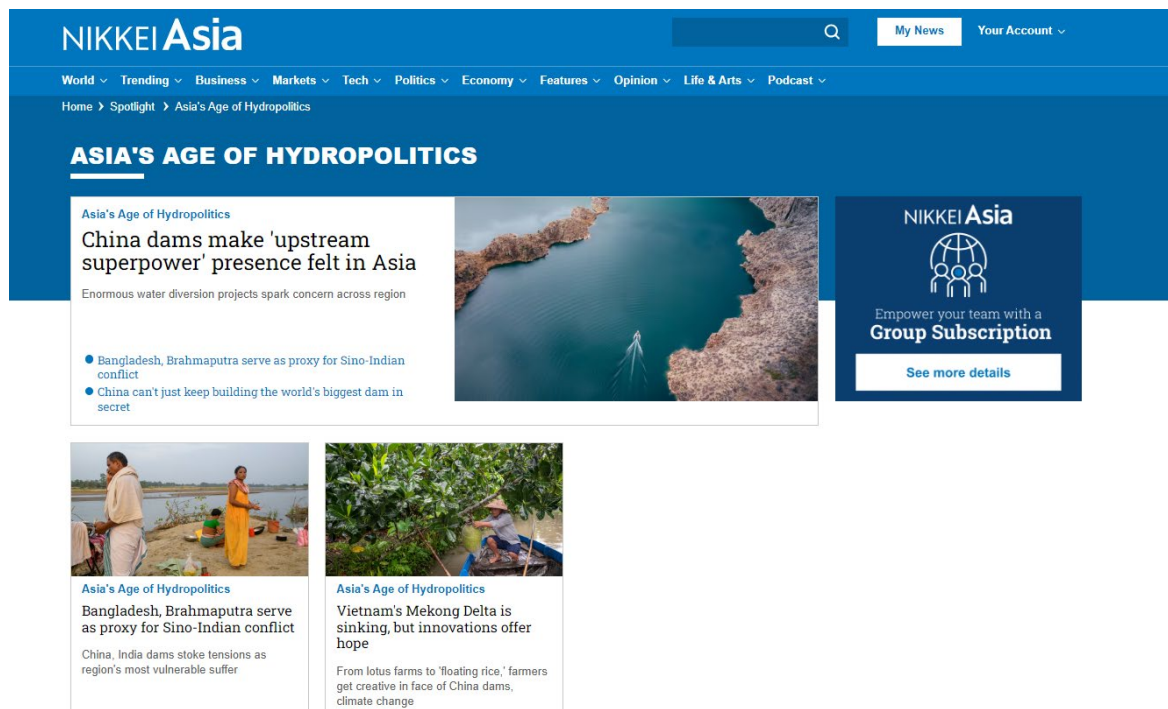 NIKKEI Asia
My News
Your Account
World Trending Business Markets Tech Politics Economy Features Opinion Life & Arts Podcast
Home > Spotlight > Asia's Age of Hydropolitics
ASIA'S AGE OF HYDROPOLITICS
Asia's Age of Hydropolitics
China dams make 'upstream
superpower' presence felt in Asia
Enormous water diversion projects spark concern across region
Bangladesh, Brahmaputra serve as proxy for Sino-Indian
conflict
China can't just keep building the world's biggest dam in
secret
NIKKEI Asia
Empower your team with a
Group Subscription
See more details
Asia's Age of Hydropolitics
Bangladesh, Brahmaputra serve
as proxy for Sino-Indian conflict
China, India dams stoke tensions as
region's most vulnerable suffer
Asia's Age of Hydropolitics
Vietnam's Mekong Delta is
sinking, but innovations offer
hope
From lotus farms to 'floating rice,' farmers
get creative in face of China dams,
climate change